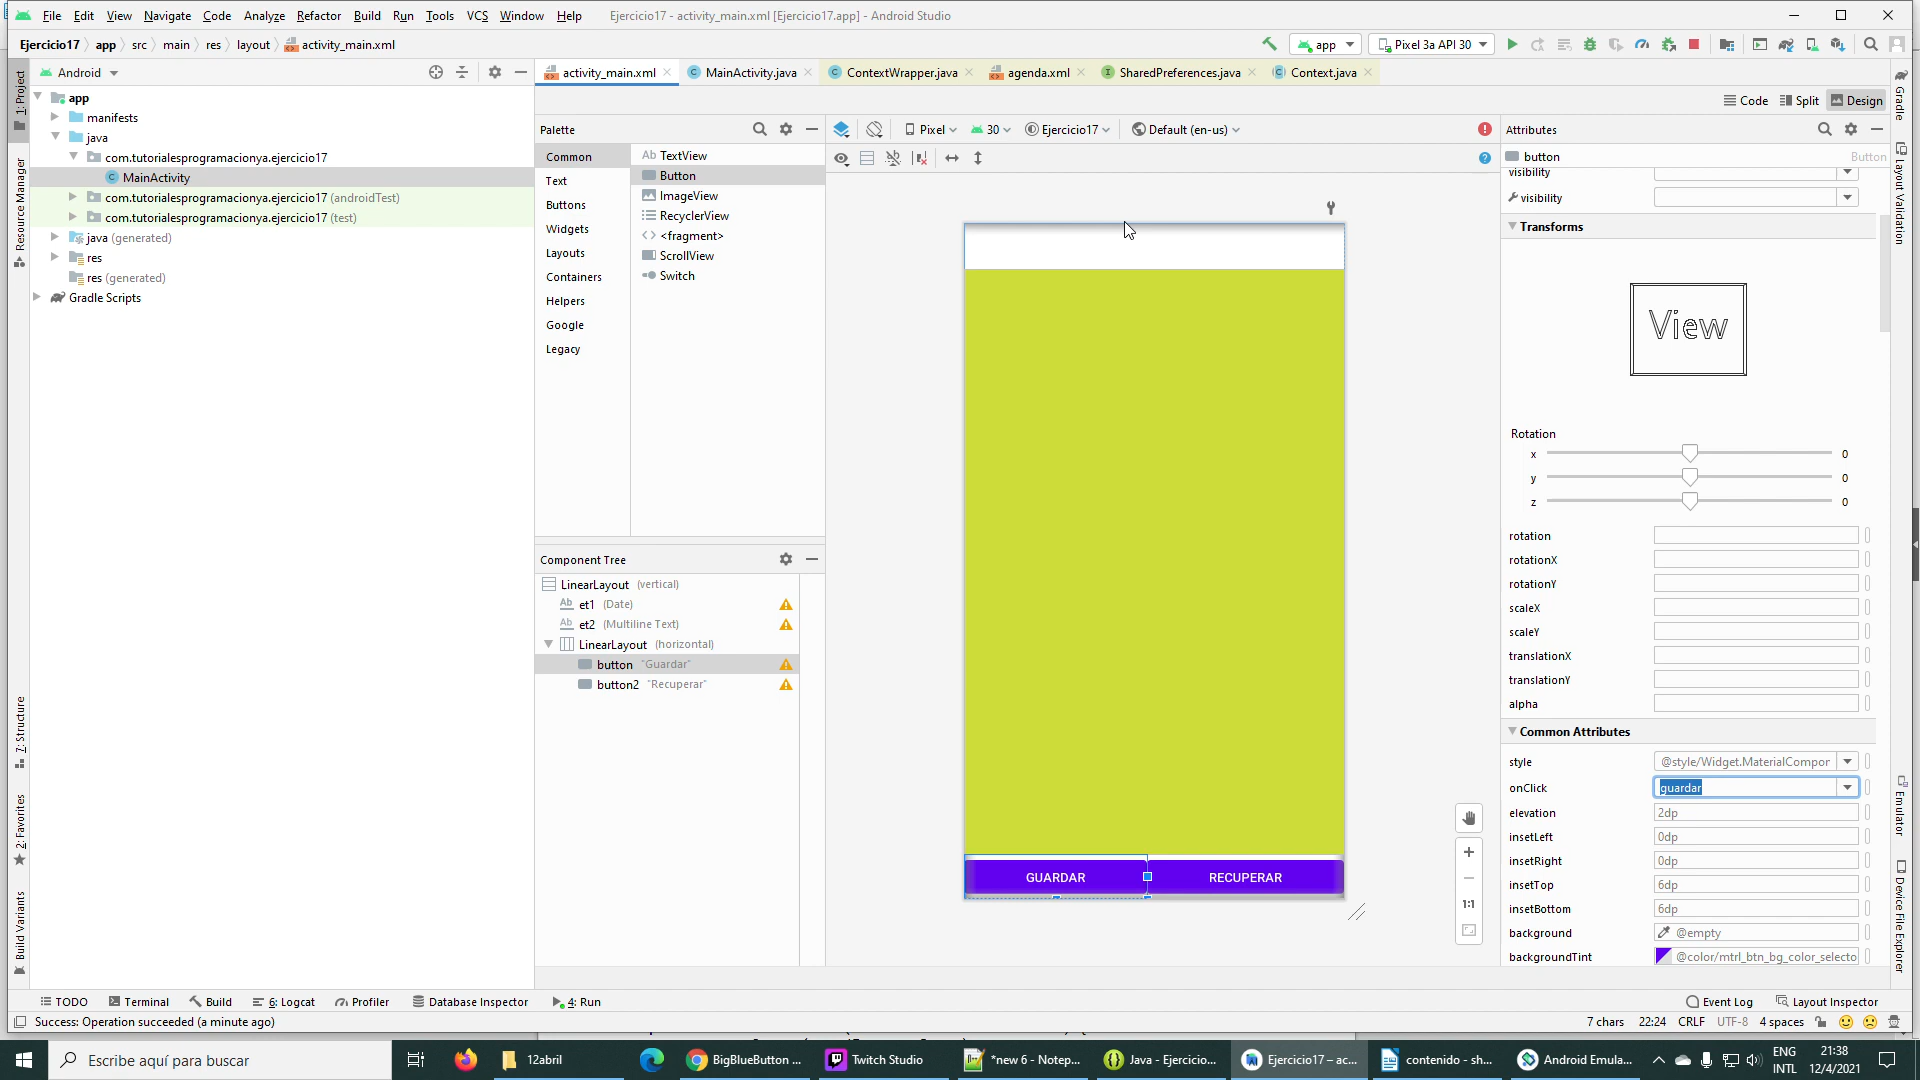 File Edit View Navigate Code Analyze Refactor Build Run Tools VCS Window Help Ejercicio17 - activity_main.xml [Ejercicio17.app] - Android Studio
Ejercicio17 app src main res layout activity_main.xml app Pixel 3a API 30
Android activity_main.xml MainActivity.java ContextWrapper.java agenda.xml SharedPreferences.java Context.java
Code Split Design
1: Project
Resource Manager
7: Structure
2: Favorites
Build Variants
app
manifests
java
com.tutorialesprogramacionya.ejercicio17
MainActivity
com.tutorialesprogramacionya.ejercicio17 (androidTest)
com.tutorialesprogramacionya.ejercicio17 (test)
java (generated)
res
res (generated)
Gradle Scripts
Palette
Common
Text
Buttons
Widgets
Layouts
Containers
Helpers
Google
Legacy
Ab TextView
Button
ImageView
RecyclerView
<fragment>
ScrollView
Switch
Component Tree
LinearLayout (vertical)
Ab et1 (Date)
Ab et2 (Multiline Text)
LinearLayout (horizontal)
button "Guardar"
button2 "Recuperar"
Pixel 30 Ejercicio17 Default (en-us)
GUARDAR RECUPERAR
1:1
Attributes
button Button
visibility
visibility
Transforms
View
Rotation
x 0
y 0
z 0
rotation
rotationX
rotationY
scaleX
scaleY
translationX
translationY
alpha
Common Attributes
style @style/Widget.MaterialCompor
onClick guardar
elevation 2dp
insetLeft 0dp
insetRight 0dp
insetTop 6dp
insetBottom 6dp
background @empty
backgroundTint @color/mtrl_btn_bg_color_selecto
Gradle
Layout Validation
Emulator
Device File Explorer
TODO Terminal Build 6: Logcat Profiler Database Inspector 4: Run Event Log Layout Inspector
Success: Operation succeeded (a minute ago) 7 chars 22:24 CRLF UTF-8 4 spaces
Escribe aquí para buscar 12abril BigBlueButton ... Twitch Studio *new 6 - Notep... Java - Ejercicio... Ejercicio17 – ac... contenido - sh... Android Emula... ENG INTL 21:38 12/4/2021